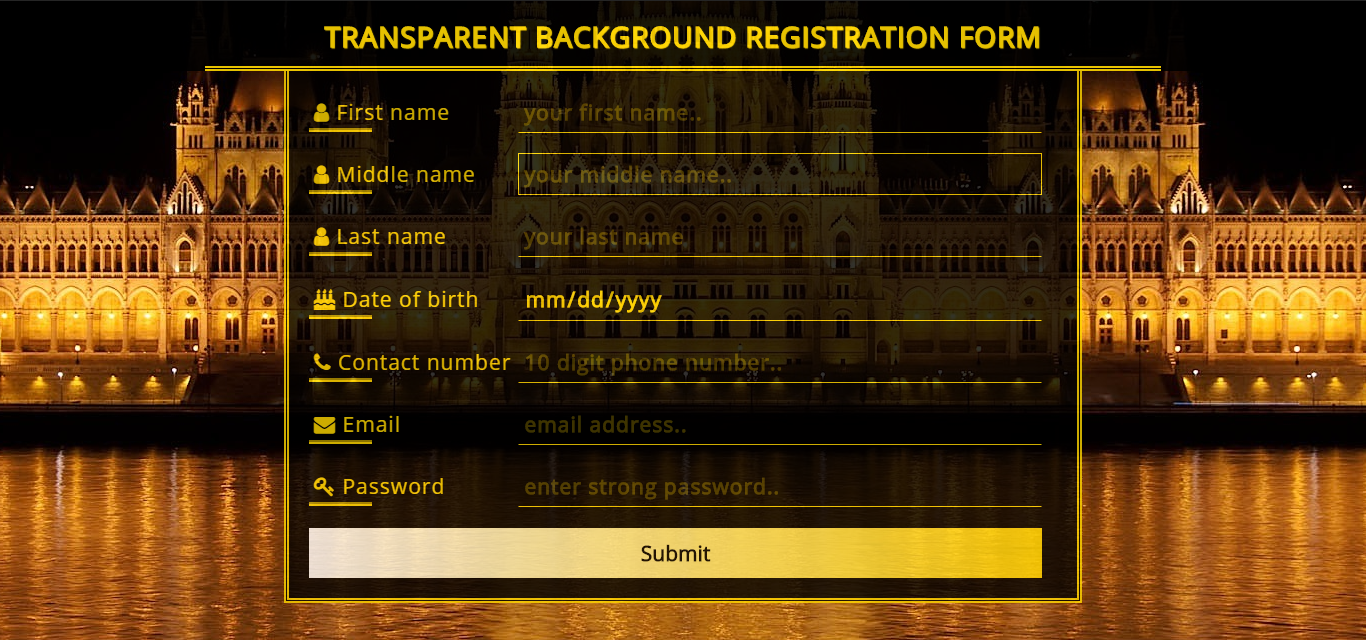 TRANSPARENT BACKGROUND REGISTRATION FORM
First name your first name..
Middle name your middle name..
Last name your last name
Date of birth mm/dd/yyyy
Contact number 10 digit phone number..
Email email address..
Password enter strong password..
Submit